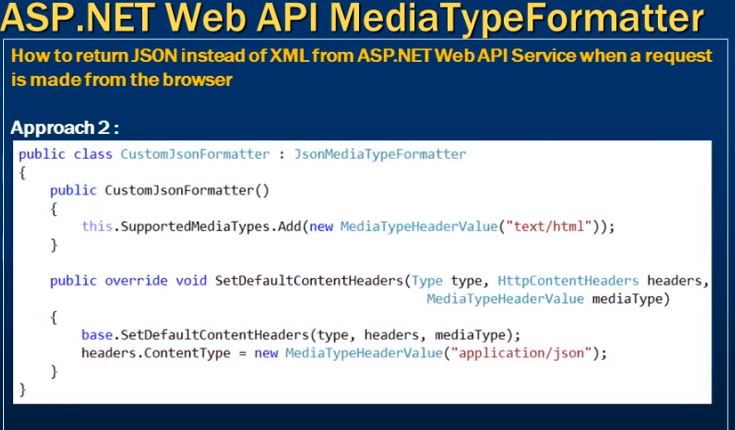 ASP.NET Web API MediaTypeFormatter
How to return JSON instead of XML from ASP.NET Web API Service when a request
is made from the browser
Approach 2 :
public class CustomJsonFormatter : JsonMediaTypeFormatter
{
    public CustomJsonFormatter()
    {
        this.SupportedMediaTypes.Add(new MediaTypeHeaderValue("text/html"));
    }
    public override void SetDefaultContentHeaders(Type type, HttpContentHeaders headers,
                                                  MediaTypeHeaderValue mediaType)
    {
        base.SetDefaultContentHeaders(type, headers, mediaType);
        headers.ContentType = new MediaTypeHeaderValue("application/json");
    }
}